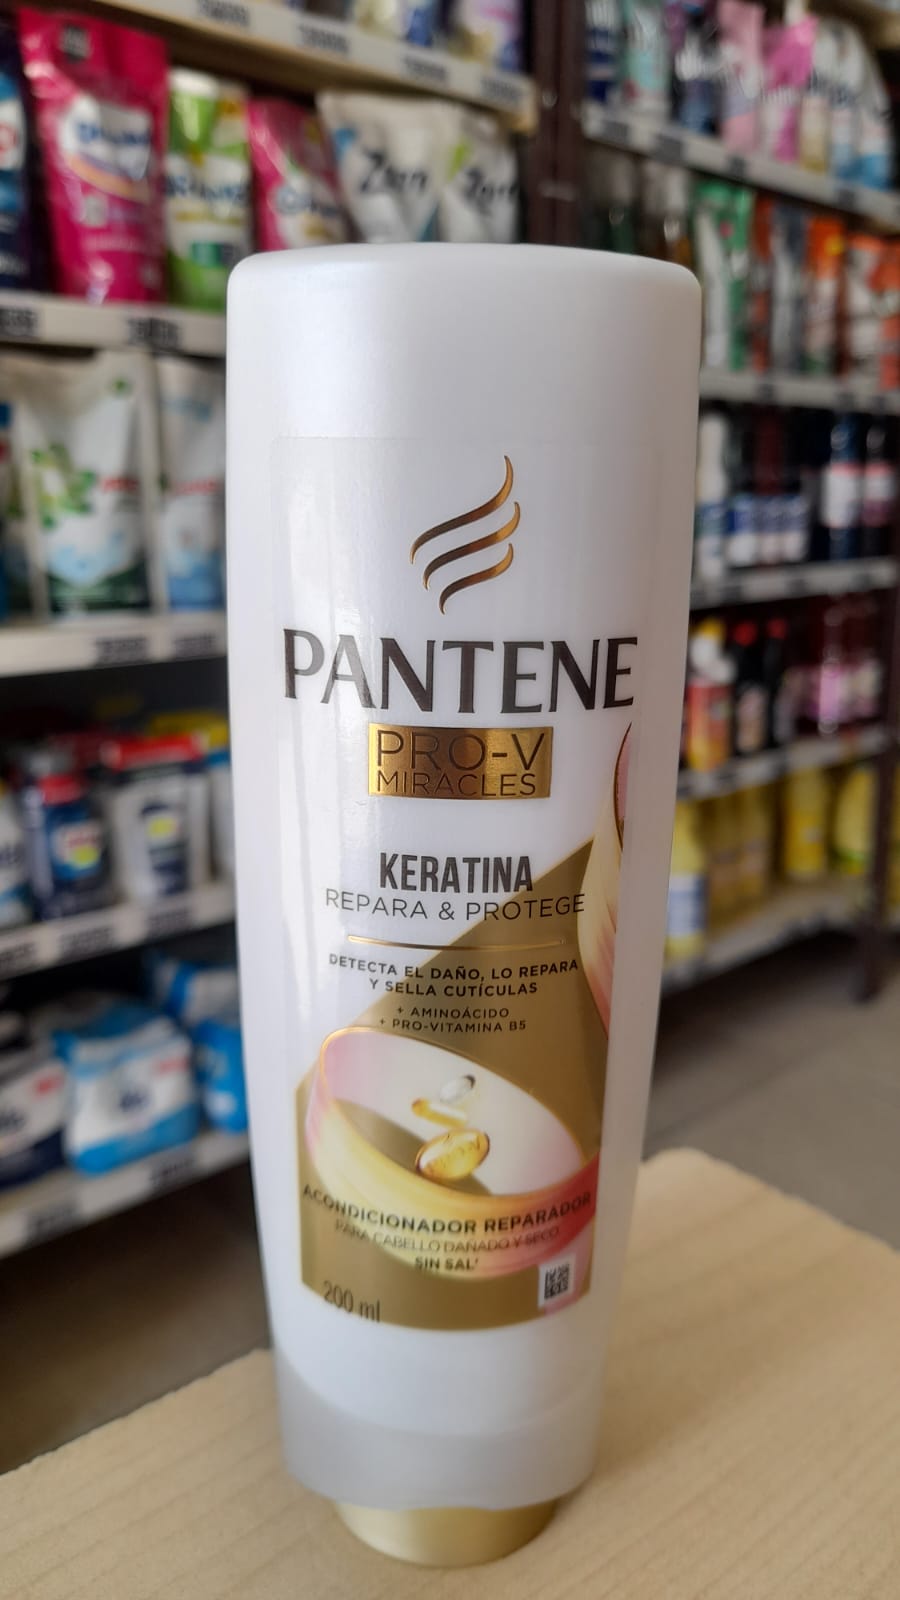 PANTENE
PRO-V
MIRACLES
KERATINA
REPARA & PROTEGE
DETECTA EL DAÑO, LO REPARA
Y SELLA CUTÍCULAS
+ AMINOÁCIDO
+ PRO-VITAMINA B5
ACONDICIONADOR REPARADOR
PARA CABELLO DAÑADO Y SECO
SIN SAL*
200 ml